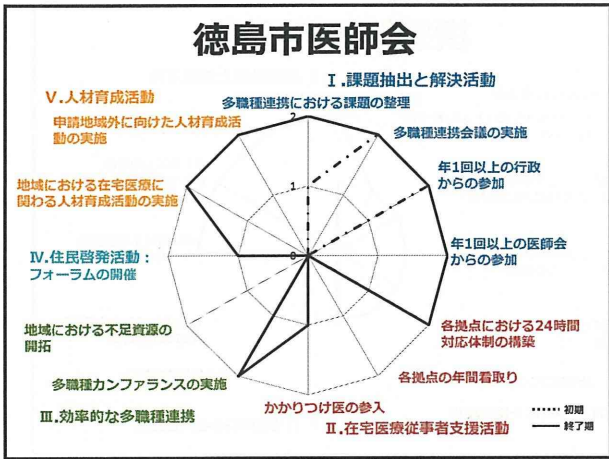 徳島市医師会
Ⅰ.課題抽出と解決活動
Ⅴ.人材育成活動
多職種連携における課題の整理
申請地域外に向けた人材育成活
動の実施
2
多職種連携会議の実施
年1回以上の行政
からの参加
地域における在宅医療に
関わる人材育成活動の実施
1
年1回以上の医師会
からの参加
Ⅳ.住民啓発活動：
フォーラムの開催
0
地域における不足資源の
開拓
各拠点における24時間
対応体制の構築
多職種カンファランスの実施
各拠点の年間看取り
かかりつけ医の参入
Ⅲ.効率的な多職種連携
Ⅱ.在宅医療従事者支援活動
初期
終了期